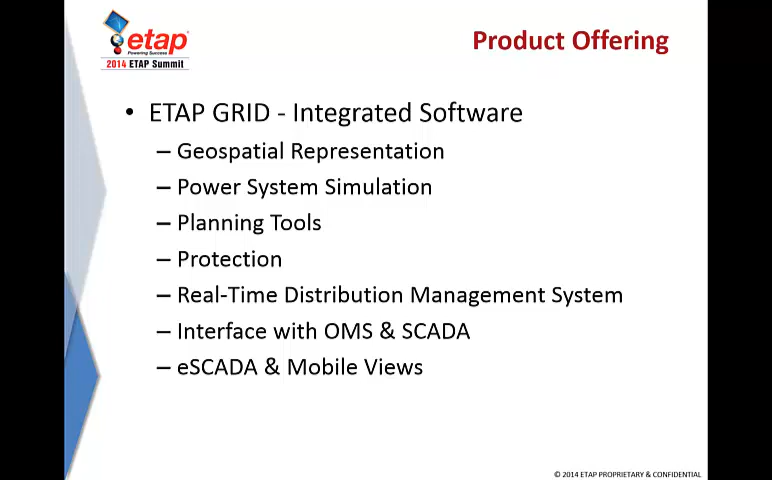 etap
Powering Success
2014 ETAP Summit
Product Offering
• ETAP GRID - Integrated Software
– Geospatial Representation
– Power System Simulation
– Planning Tools
– Protection
– Real-Time Distribution Management System
– Interface with OMS & SCADA
– eSCADA & Mobile Views
© 2014 ETAP PROPRIETARY & CONFIDENTIAL